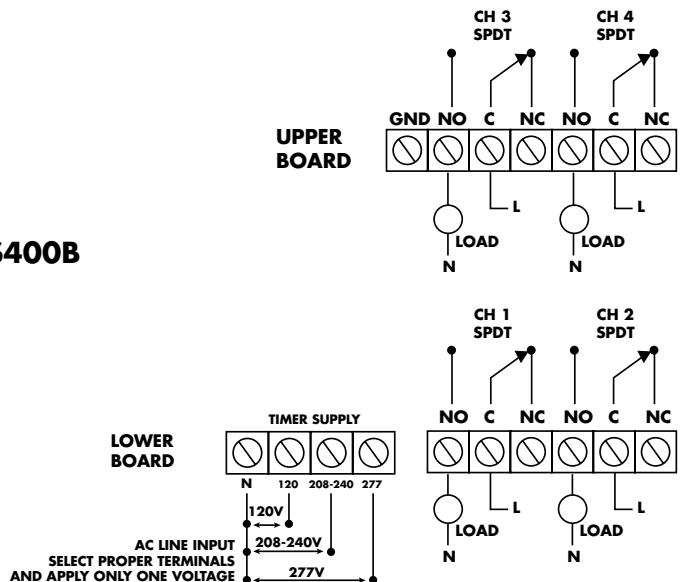 CH 3 CH 4
SPDT SPDT
GND NO C NC NO C NC
UPPER
BOARD
L L
LOAD LOAD
N N
6400B
CH 1 CH 2
SPDT SPDT
TIMER SUPPLY
NO C NC NO C NC
LOWER
BOARD
N 120 208-240 277
120V
L L
LOAD LOAD
N N
AC LINE INPUT 208-240V
SELECT PROPER TERMINALS
AND APPLY ONLY ONE VOLTAGE 277V